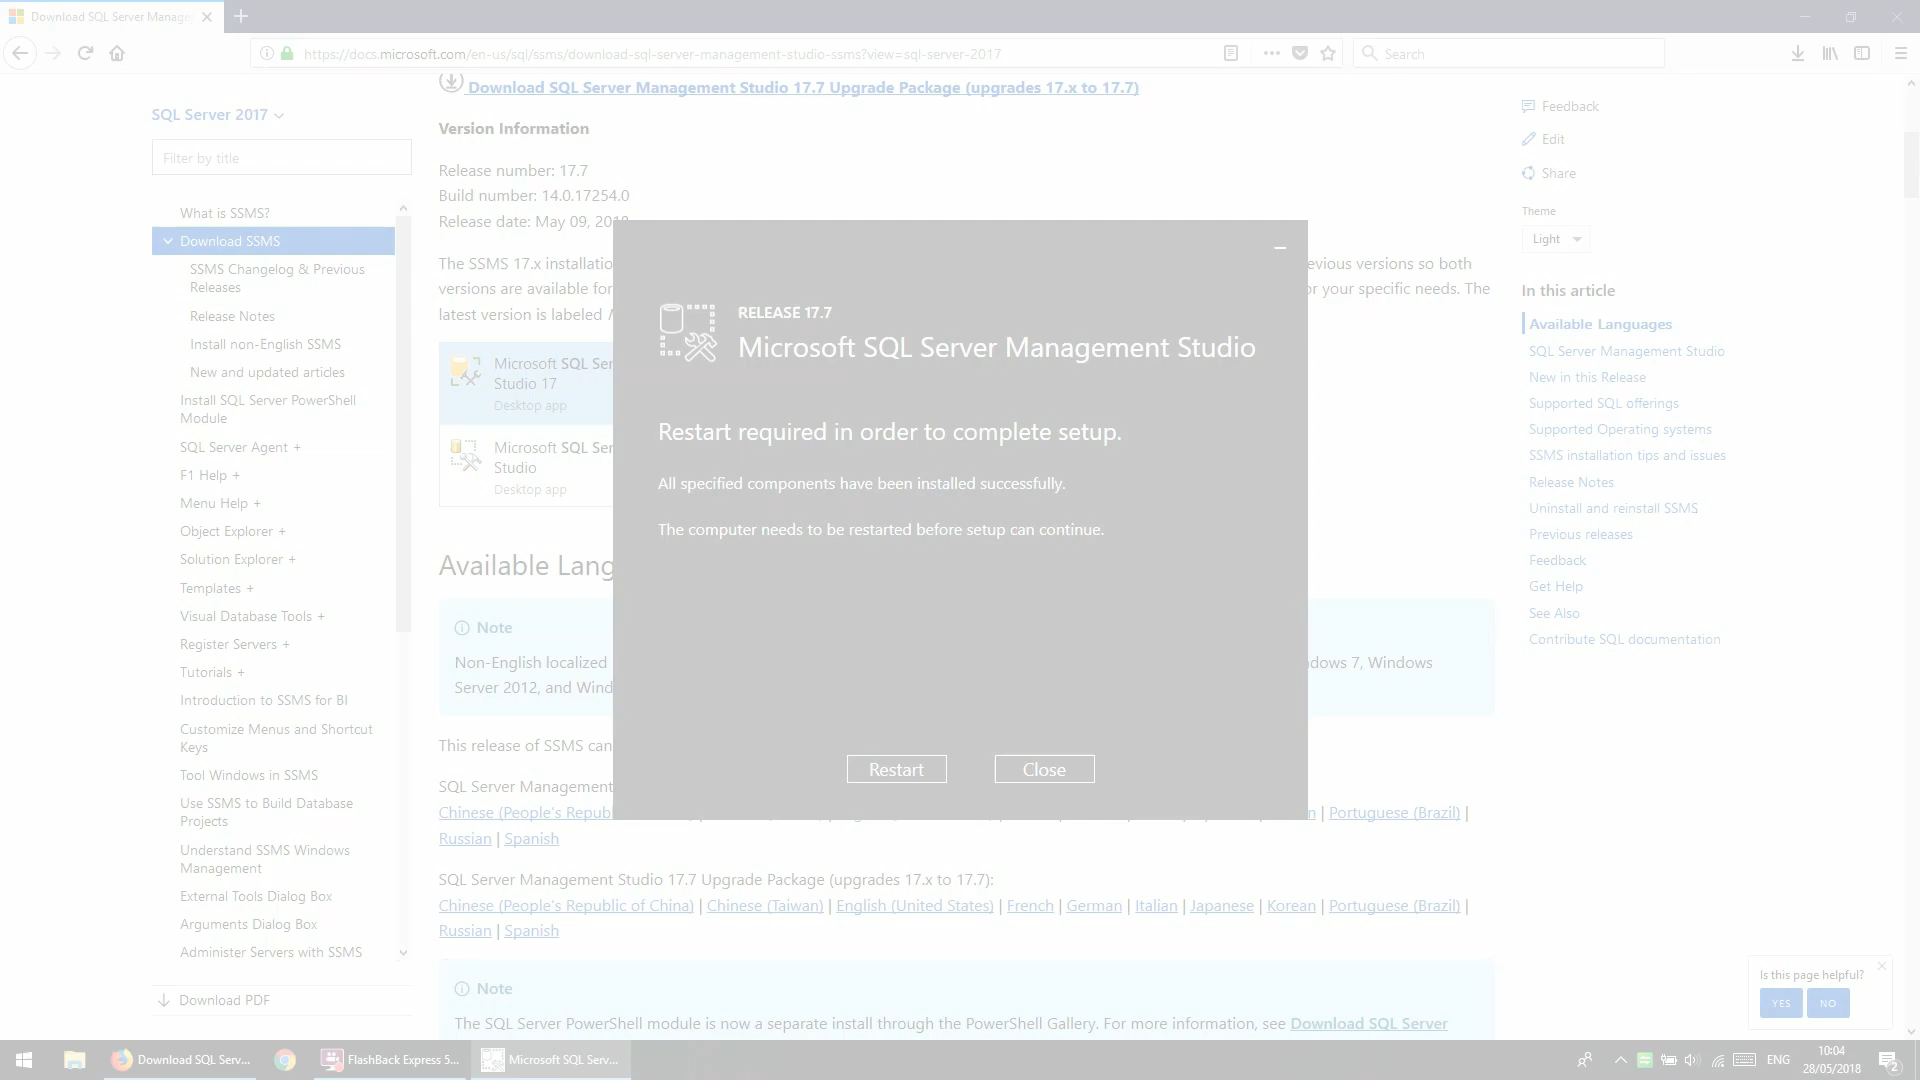 Download SQL Server Manage
https://docs.microsoft.com/en-us/sql/ssms/download-sql-server-management-studio-ssms?view=sql-server-2017
Search
SQL Server 2017
Filter by title
What is SSMS?
Download SSMS
SSMS Changelog & Previous
Releases
Release Notes
Install non-English SSMS
New and updated articles
Install SQL Server PowerShell
Module
SQL Server Agent +
F1 Help +
Menu Help +
Object Explorer +
Solution Explorer +
Templates +
Visual Database Tools +
Register Servers +
Tutorials +
Introduction to SSMS for BI
Customize Menus and Shortcut
Keys
Tool Windows in SSMS
Use SSMS to Build Database
Projects
Understand SSMS Windows
Management
External Tools Dialog Box
Arguments Dialog Box
Administer Servers with SSMS
Download PDF
Download SQL Server Management Studio 17.7 Upgrade Package (upgrades 17.x to 17.7)
Version Information
Release number: 17.7
Build number: 14.0.17254.0
Release date: May 09, 2018
The SSMS 17.x installatio
evious versions so both
versions are available for
or your specific needs. The
latest version is labeled
Microsoft SQL Ser
Studio 17
Desktop app
Microsoft SQL Ser
Studio
Desktop app
Available Lang
Note
Non-English localized
dows 7, Windows
Server 2012, and Wind
This release of SSMS can
SQL Server Management
Chinese (People's Republ
n | Portuguese (Brazil) |
Russian | Spanish
SQL Server Management Studio 17.7 Upgrade Package (upgrades 17.x to 17.7):
Chinese (People's Republic of China) | Chinese (Taiwan) | English (United States) | French | German | Italian | Japanese | Korean | Portuguese (Brazil) |
Russian | Spanish
Note
The SQL Server PowerShell module is now a separate install through the PowerShell Gallery. For more information, see Download SQL Server
RELEASE 17.7
Microsoft SQL Server Management Studio
Restart required in order to complete setup.
All specified components have been installed successfully.
The computer needs to be restarted before setup can continue.
Restart
Close
Feedback
Edit
Share
Theme
Light
In this article
Available Languages
SQL Server Management Studio
New in this Release
Supported SQL offerings
Supported Operating systems
SSMS installation tips and issues
Release Notes
Uninstall and reinstall SSMS
Previous releases
Feedback
Get Help
See Also
Contribute SQL documentation
Is this page helpful?
YES
NO
Download SQL Serv...
FlashBack Express 5...
Microsoft SQL Serv...
ENG
10:04
28/05/2018
2